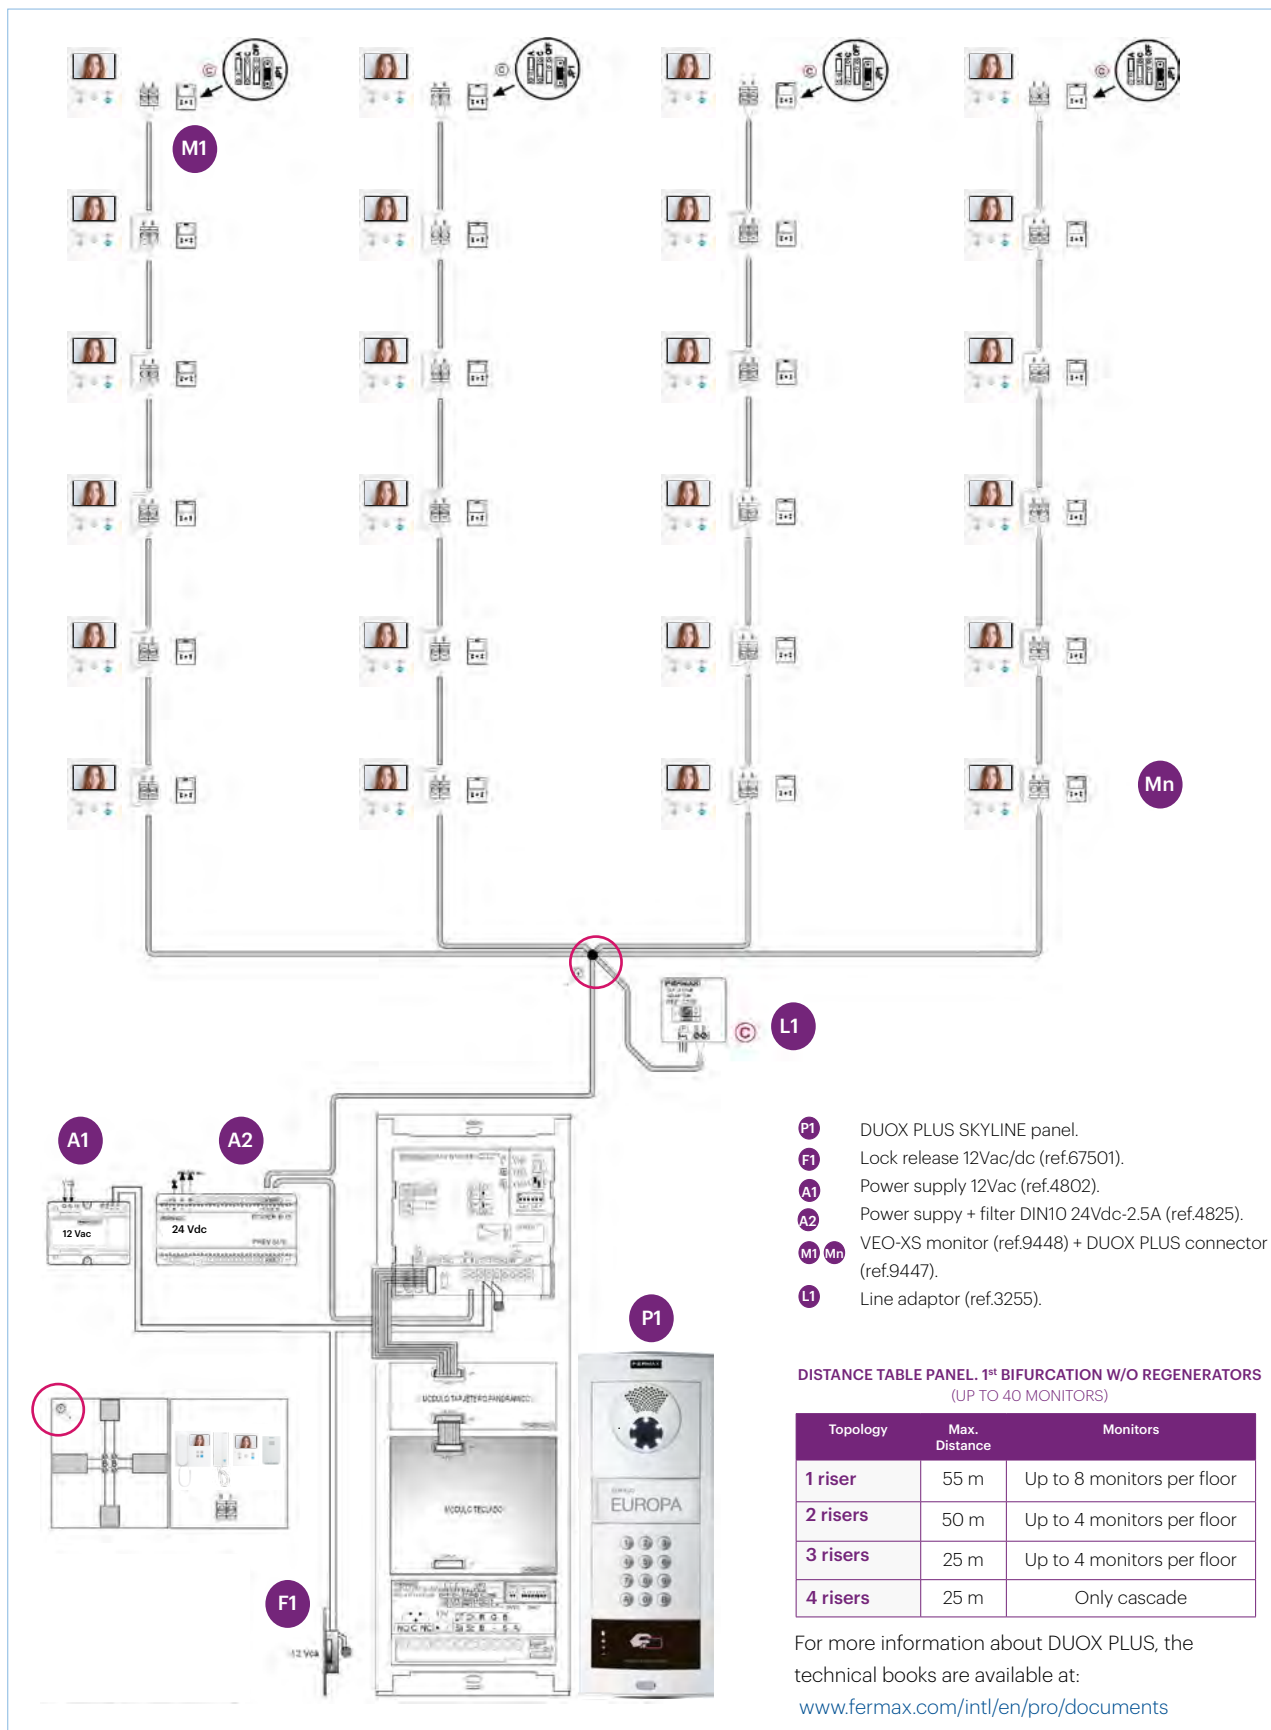 M1
Mn
C
L1
A1
A2
12 Vac
24 Vdc
P1
F1
FERMAX
MODULO TECLADO
EUROPA
P1 DUOX PLUS SKYLINE panel.
F1 Lock release 12Vac/dc (ref.67501).
A1 Power supply 12Vac (ref.4802).
A2 Power suppy + filter DIN10 24Vdc-2.5A (ref.4825).
M1 Mn VEO-XS monitor (ref.9448) + DUOX PLUS connector
(ref.9447).
L1 Line adaptor (ref.3255).
DISTANCE TABLE PANEL. 1st BIFURCATION W/O REGENERATORS
(UP TO 40 MONITORS)
Topology Max. Distance Monitors
1 riser 55 m Up to 8 monitors per floor
2 risers 50 m Up to 4 monitors per floor
3 risers 25 m Up to 4 monitors per floor
4 risers 25 m Only cascade
For more information about DUOX PLUS, the
technical books are available at:
www.fermax.com/intl/en/pro/documents